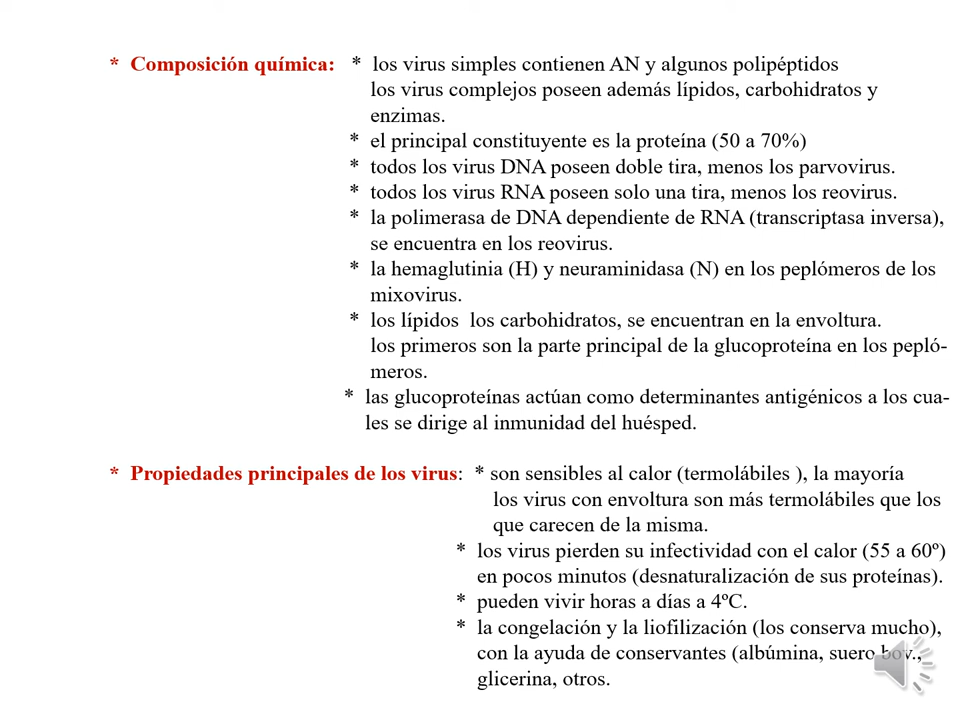 * Composición química: * los virus simples contienen AN y algunos polipéptidos
los virus complejos poseen además lípidos, carbohidratos y
enzimas.
* el principal constituyente es la proteína (50 a 70%)
* todos los virus DNA poseen doble tira, menos los parvovirus.
* todos los virus RNA poseen solo una tira, menos los reovirus.
* la polimerasa de DNA dependiente de RNA (transcriptasa inversa),
se encuentra en los reovirus.
* la hemaglutinia (H) y neuraminidasa (N) en los peplómeros de los
mixovirus.
* los lípidos los carbohidratos, se encuentran en la envoltura.
los primeros son la parte principal de la glucoproteína en los pepló-
meros.
* las glucoproteínas actúan como determinantes antigénicos a los cua-
les se dirige al inmunidad del huésped.
* Propiedades principales de los virus: * son sensibles al calor (termolábiles ), la mayoría
los virus con envoltura son más termolábiles que los
que carecen de la misma.
* los virus pierden su infectividad con el calor (55 a 60º)
en pocos minutos (desnaturalización de sus proteínas).
* pueden vivir horas a días a 4ºC.
* la congelación y la liofilización (los conserva mucho),
con la ayuda de conservantes (albúmina, suero bov.,
glicerina, otros.